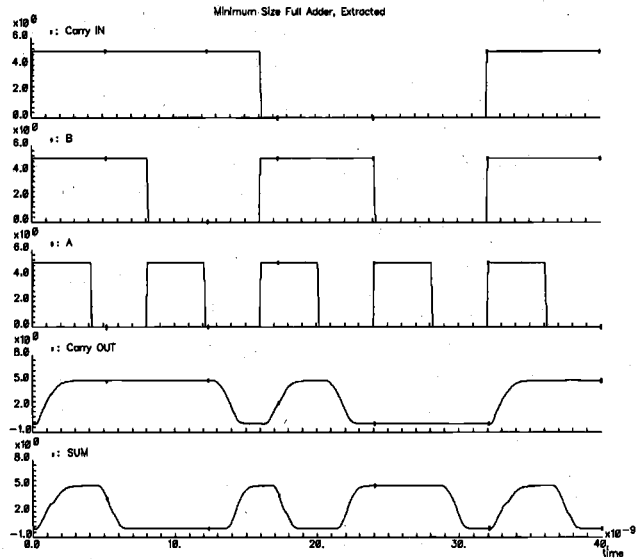 Minimum Size Full Adder, Extracted
x10 0
6.0
: Carry IN
4.0
2.0
0.0
x10 0
6.0
: B
4.0
2.0
0.0
x10 0
6.0
: A
4.0
2.0
0.0
x10 0
8.0
: Carry OUT
5.0
2.0
-1.0
x10 0
8.0
: SUM
5.0
2.0
-1.0
0.0 10. 20. 30. 40. x10 -9
time